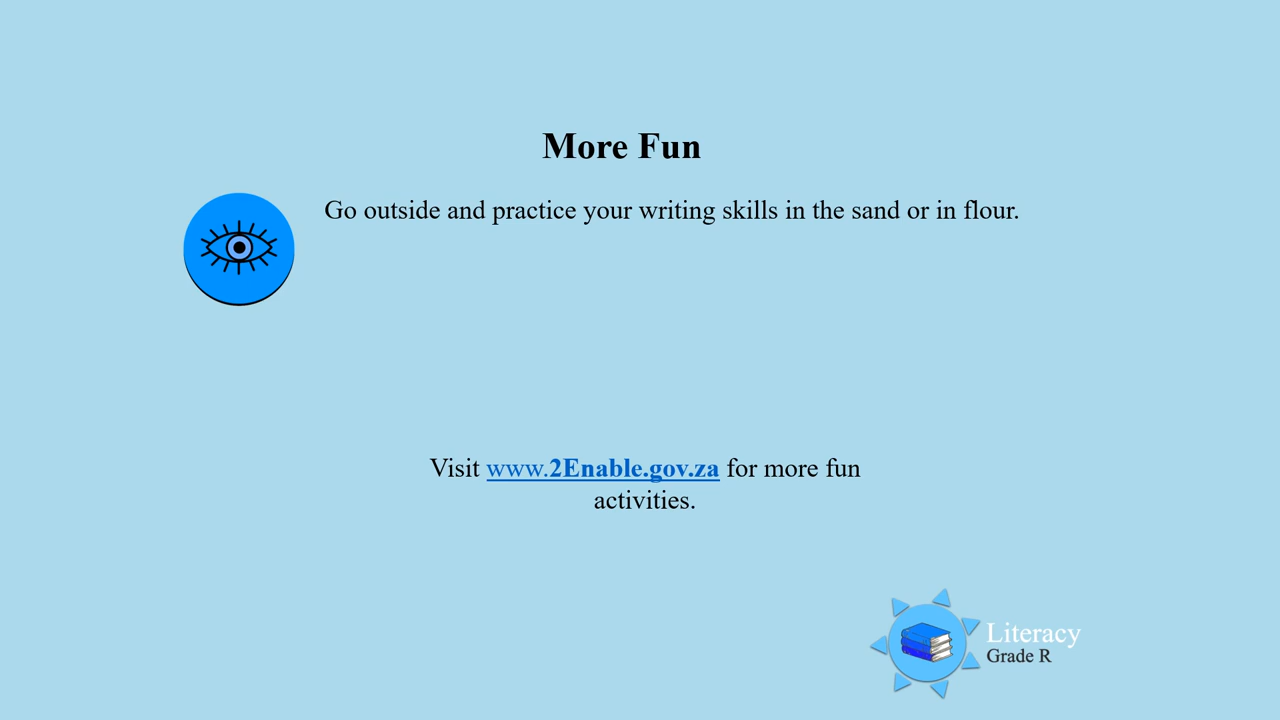 More Fun
Go outside and practice your writing skills in the sand or in flour.
Visit www.2Enable.gov.za for more fun
activities.
Literacy
Grade R